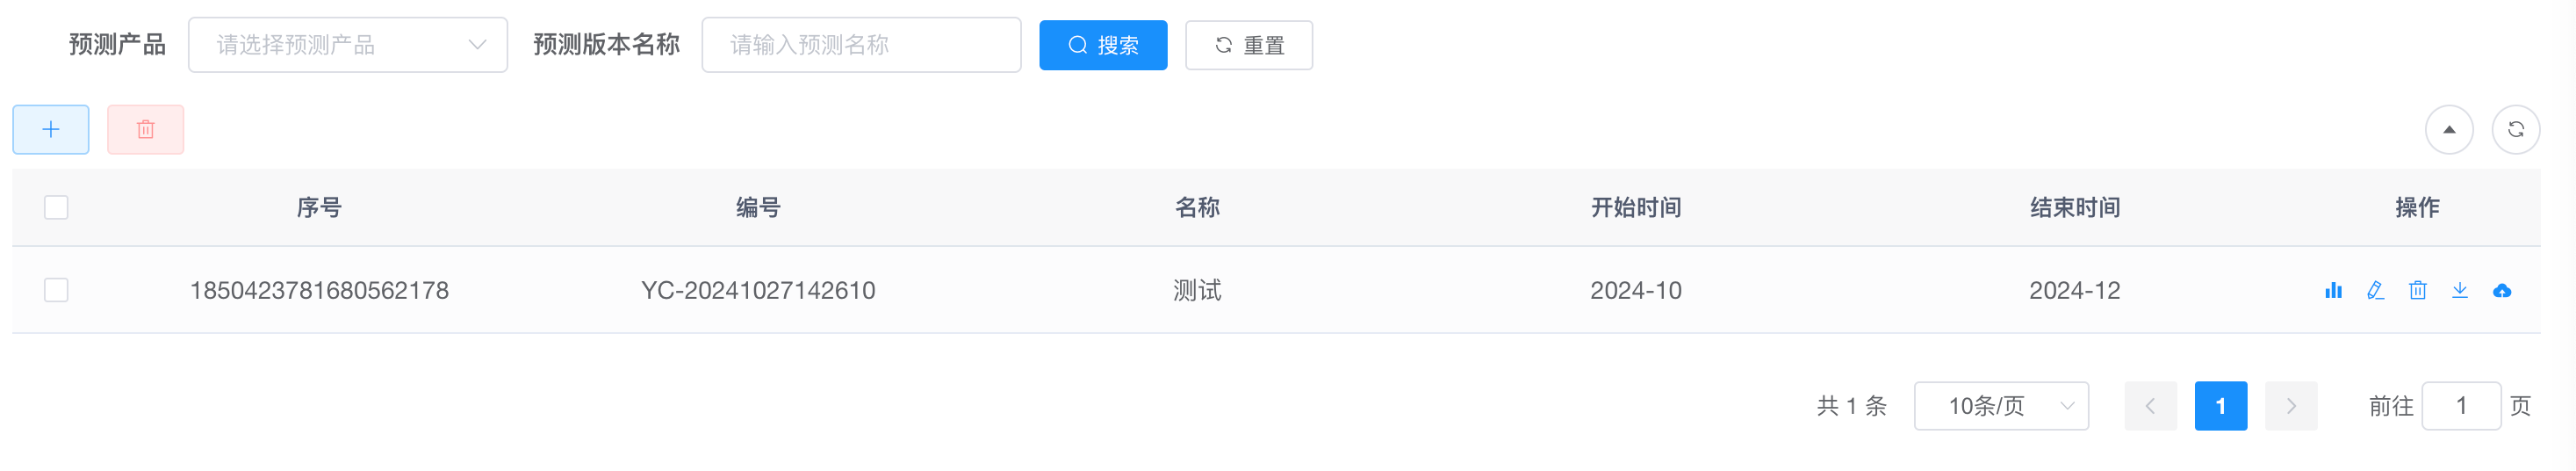 预测产品 请选择预测产品 预测版本名称 请输入预测名称 搜索 重置
序号 编号 名称 开始时间 结束时间 操作
1850423781680562178 YC-20241027142610 测试 2024-10 2024-12
共 1 条 10条/页 1 前往 1 页